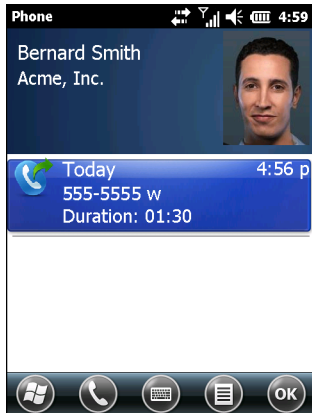 Phone 4:59
Bernard Smith
Acme, Inc.
Today 4:56 p
555-5555 w
Duration: 01:30
OK